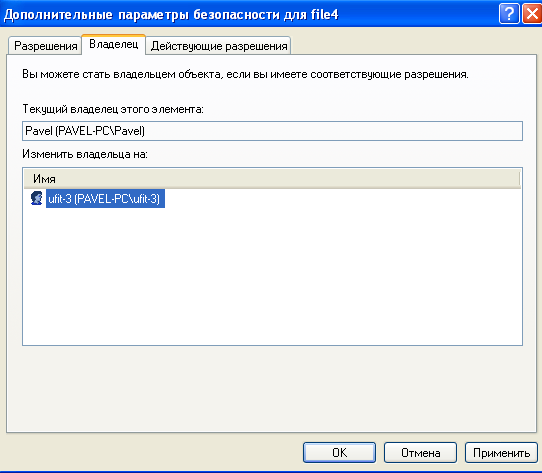 Дополнительные параметры безопасности для file4
Разрешения Владелец Действующие разрешения
Вы можете стать владельцем объекта, если вы имеете соответствующие разрешения.
Текущий владелец этого элемента:
Pavel (PAVEL-PC\Pavel)
Изменить владельца на:
Имя
ufit-3 (PAVEL-PC\ufit-3)
OK Отмена Применить